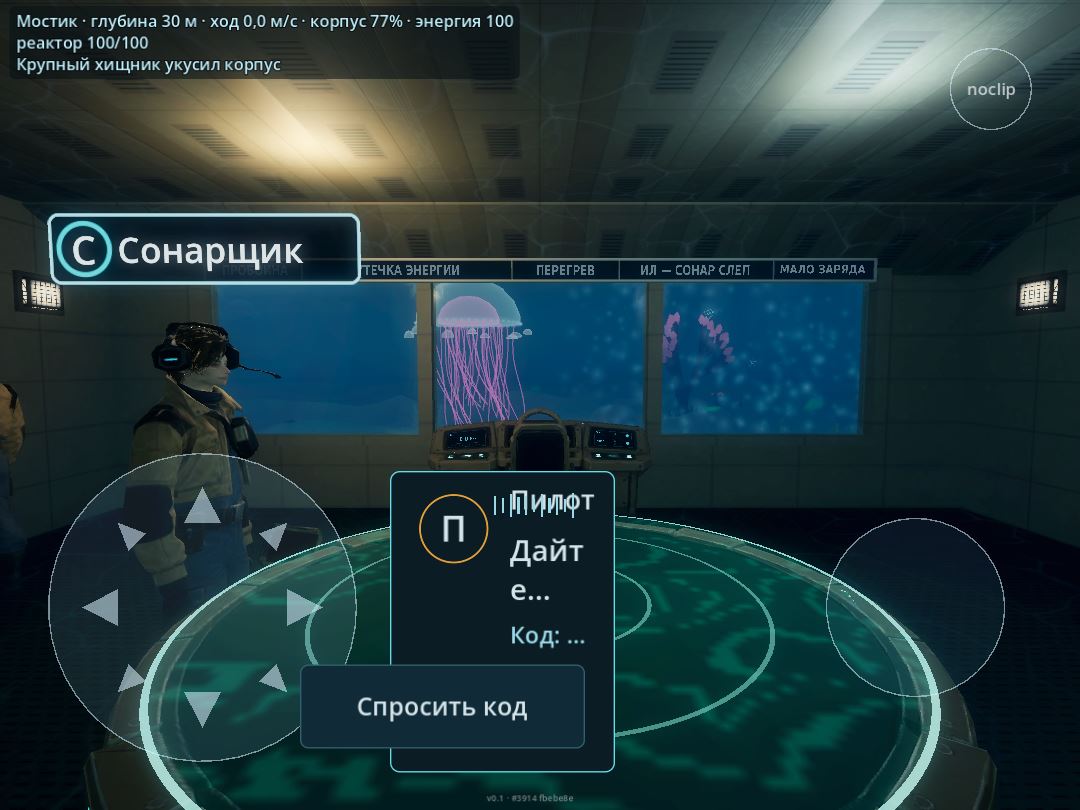 Мостик · глубина 30 м · ход 0,0 м/с · корпус 77% · энергия 100
реактор 100/100
Крупный хищник укусил корпус
noclip
С Сонарщик
ПРОБОИНА
ТЕЧКА ЭНЕРГИИ
ПЕРЕГРЕВ
ИЛ — СОНАР СЛЕП
МАЛО ЗАРЯДА
П
Пилот
Дайт
е...
Код: ...
Спросить код
v0.1 · #3914 fbebe8e